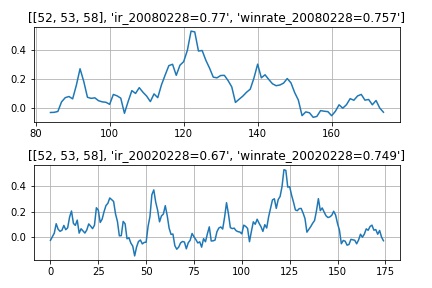 [[52, 53, 58], 'ir_20080228=0.77', 'winrate_20080228=0.757']
0.4
0.2
0.0
80 100 120 140 160
[[52, 53, 58], 'ir_20020228=0.67', 'winrate_20020228=0.749']
0.4
0.2
0.0
0 25 50 75 100 125 150 175